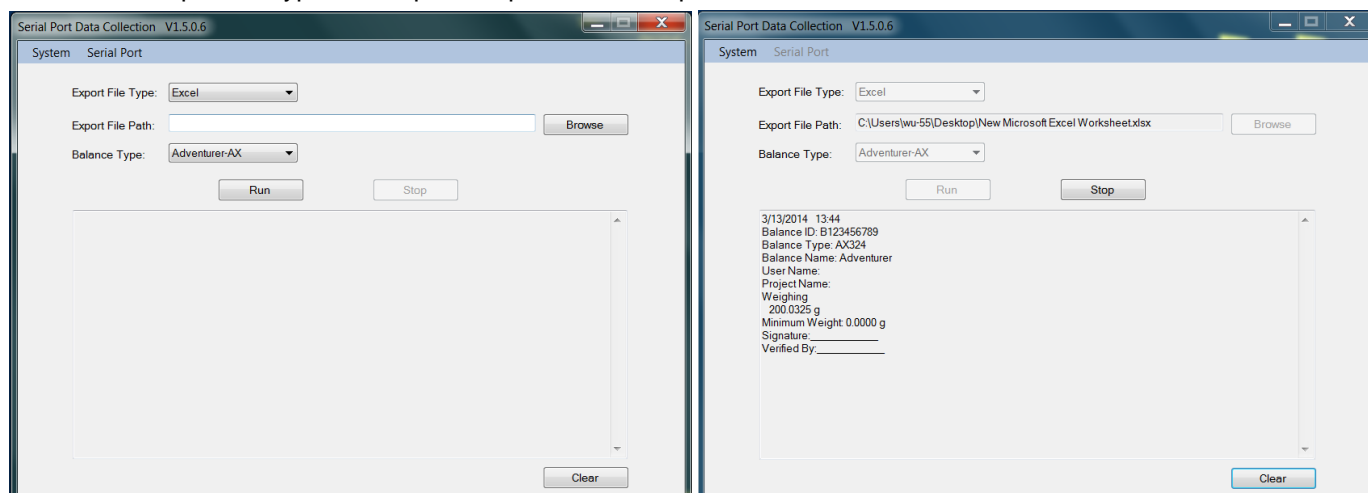 Serial Port Data Collection V1.5.0.6
System Serial Port
Export File Type: Excel
Export File Path: Browse
Balance Type: Adventurer-AX
Run Stop
Clear
Serial Port Data Collection V1.5.0.6
System Serial Port
Export File Type: Excel
Export File Path: C:\Users\wu-55\Desktop\New Microsoft Excel Worksheet.xlsx Browse
Balance Type: Adventurer-AX
Run Stop
3/13/2014 13:44
Balance ID: B123456789
Balance Type: AX324
Balance Name: Adventurer
User Name:
Project Name:
Weighing
200.0325 g
Minimum Weight: 0.0000 g
Signature:____________
Verified By:____________
Clear